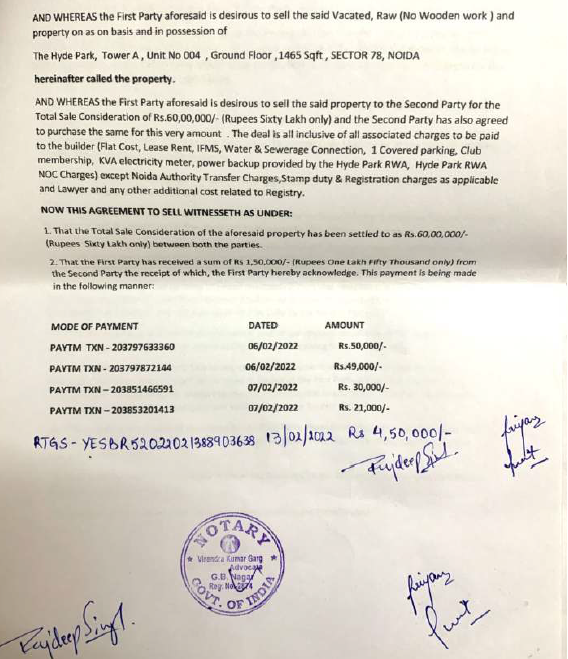 AND WHEREAS the First Party aforesaid is desirous to sell the said Vacated, Raw (No Wooden work ) and
property on as on basis and in possession of
The Hyde Park, Tower A , Unit No 004 , Ground Floor ,1465 Sqft , SECTOR 78, NOIDA
hereinafter called the property.
AND WHEREAS the First Party aforesaid is desirous to sell the said property to the Second Party for the
Total Sale Consideration of Rs.60,00,000/- (Rupees Sixty Lakh only) and the Second Party has also agreed
to purchase the same for this very amount . The deal is all inclusive of all associated charges to be paid
to the builder (Flat Cost, Lease Rent, IFMS, Water & Sewerage Connection, 1 Covered parking, Club
membership, KVA electricity meter, power backup provided by the Hyde Park RWA, Hyde Park RWA
NOC Charges) except Noida Authority Transfer Charges,Stamp duty & Registration charges as applicable
and Lawyer and any other additional cost related to Registry.
NOW THIS AGREEMENT TO SELL WITNESSETH AS UNDER:
1. That the Total Sale Consideration of the aforesaid property has been settled to as Rs.60,00,000/-
(Rupees Sixty Lakh only) between both the parties.
2. That the First Party has received a sum of Rs 1,50,000/- (Rupees One Lakh Fifty Thousand only) from
the Second Party the receipt of which, the First Party hereby acknowledge. This payment is being made
in the following manner:
MODE OF PAYMENT DATED AMOUNT
PAYTM TXN - 203797633360 06/02/2022 Rs.50,000/-
PAYTM TXN - 203797872144 06/02/2022 Rs.49,000/-
PAYTM TXN – 203851466591 07/02/2022 Rs. 30,000/-
PAYTM TXN – 203853201413 07/02/2022 Rs. 21,000/-
RTGS - YESBR52022021388903638 13/02/2022 Rs 4,50,000/-
Rajdeep Singh.
NOTARY
Virendra Kumar Garg
Advocate
G.B. Nagar
Reg. No.
GOVT. OF INDIA
Rajdeep Singh.